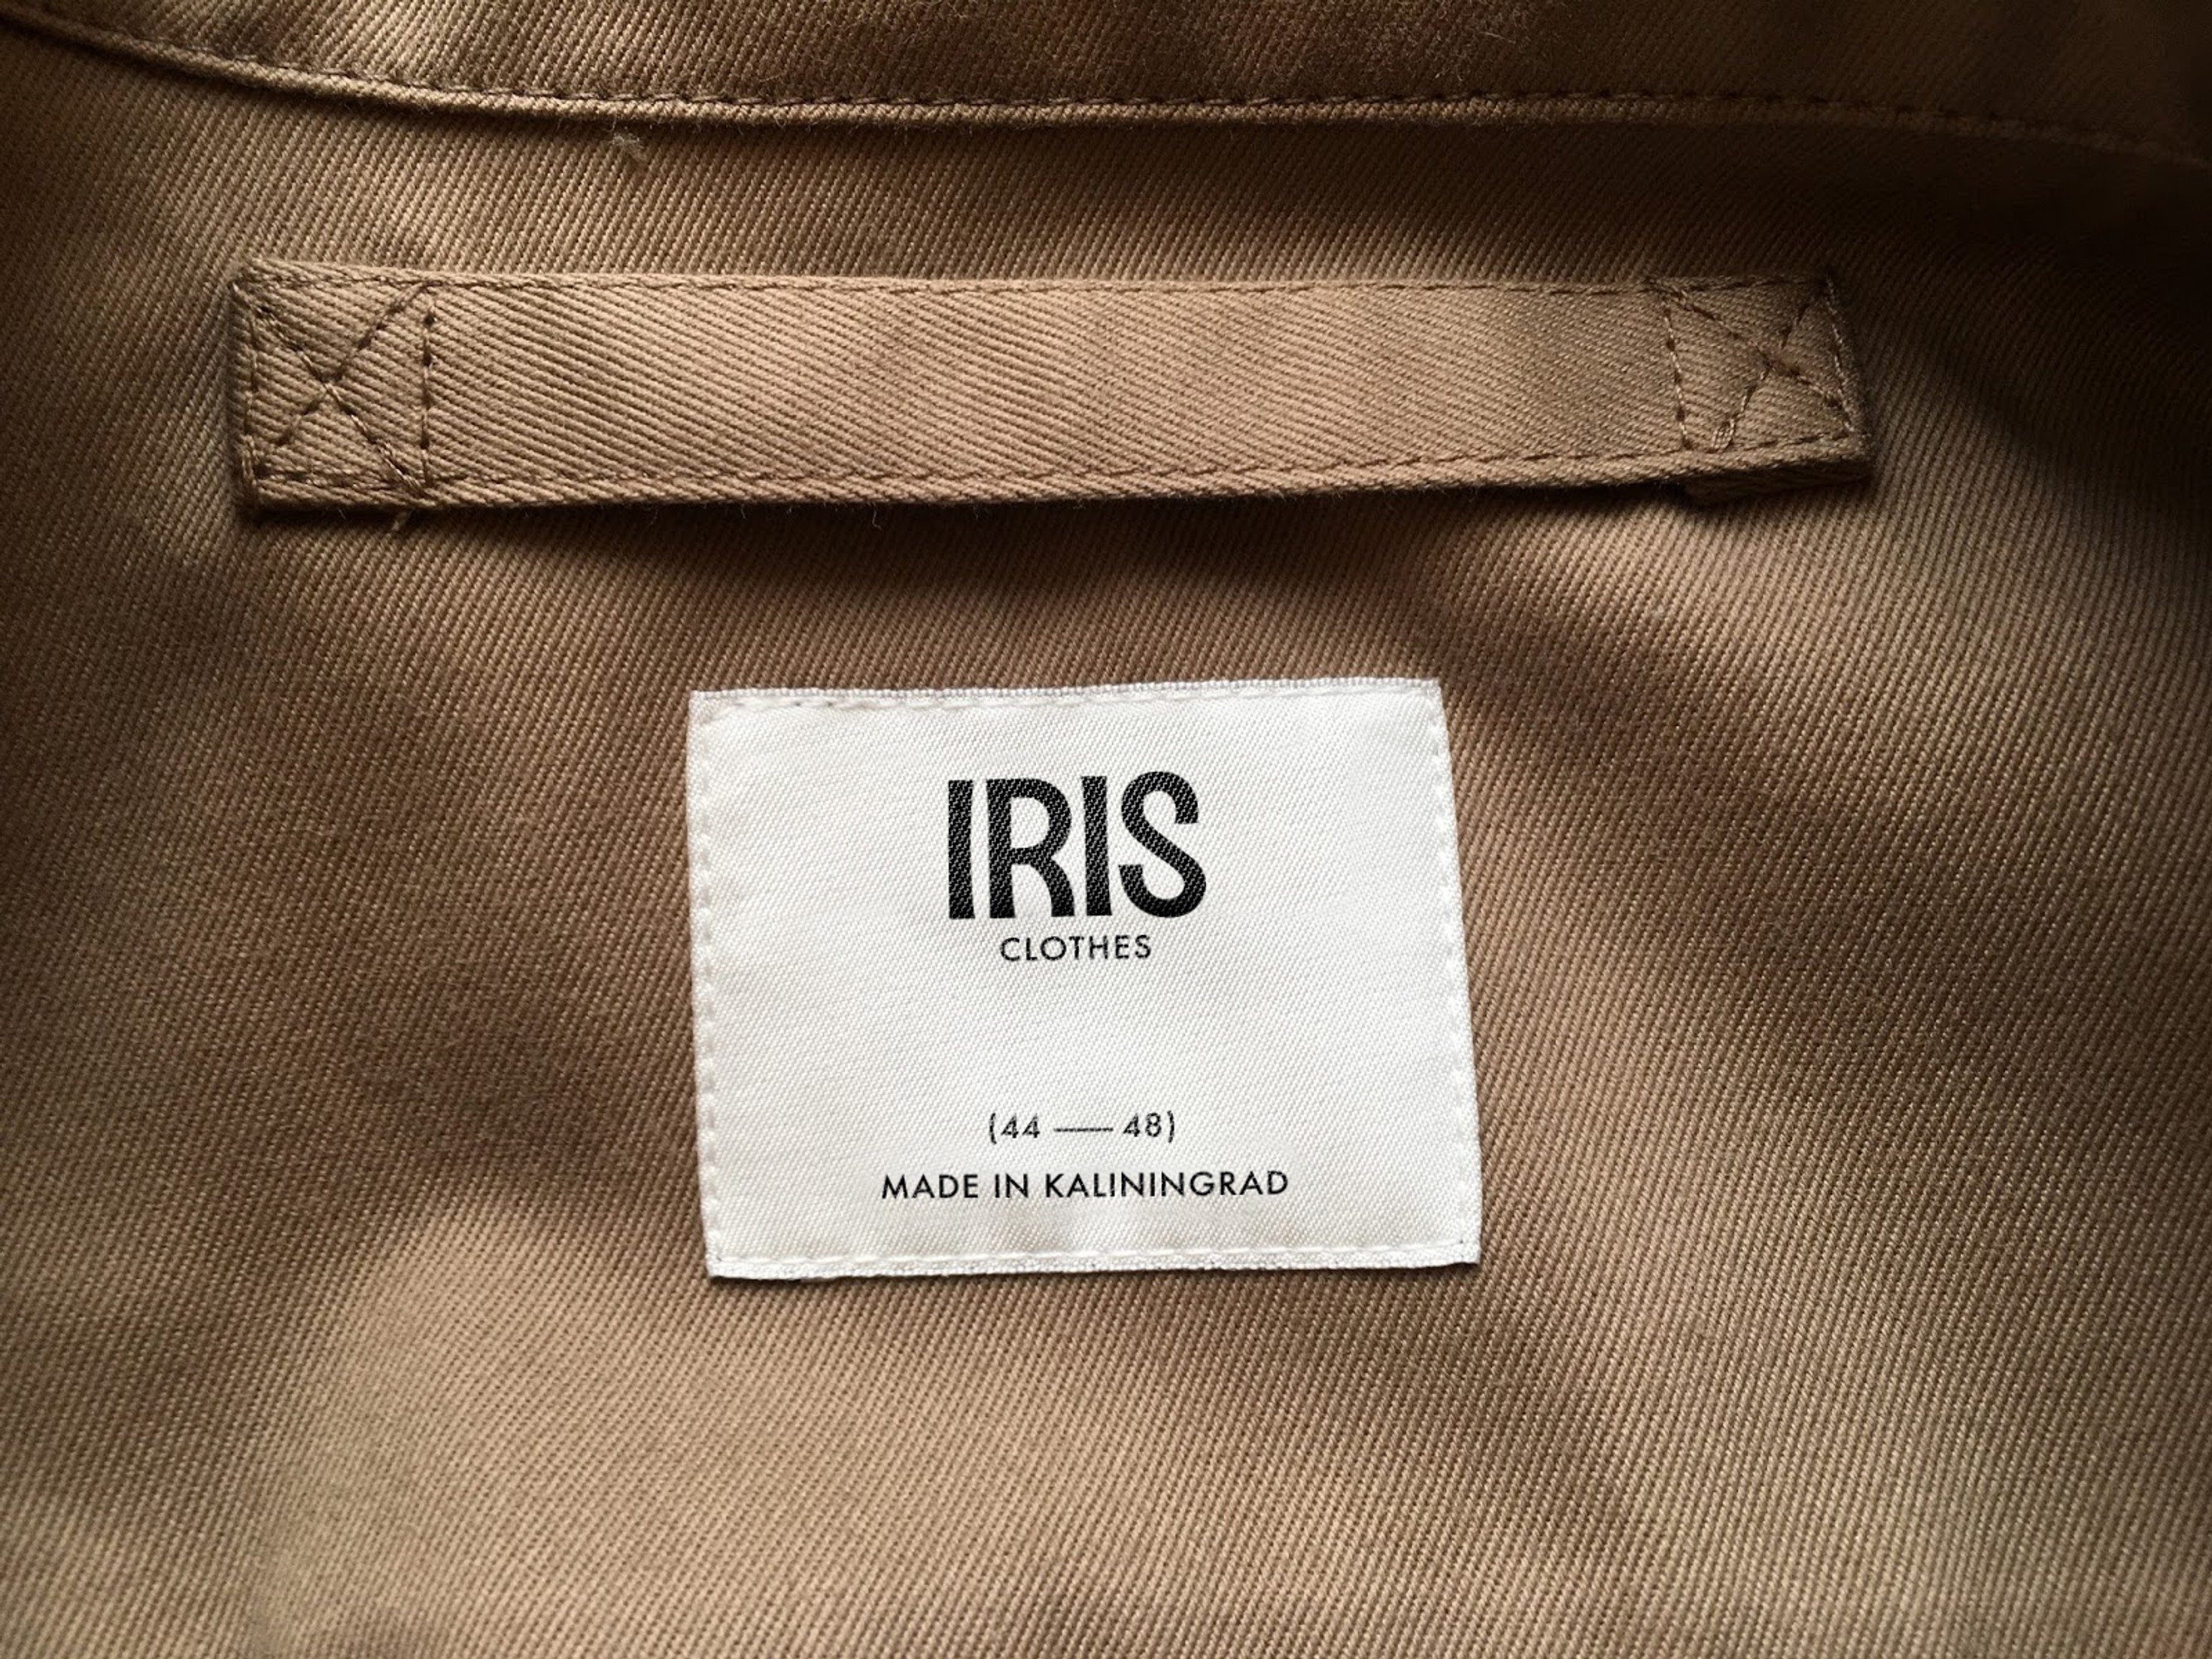 IRIS
CLOTHES
(44 — 48)
MADE IN KALININGRAD